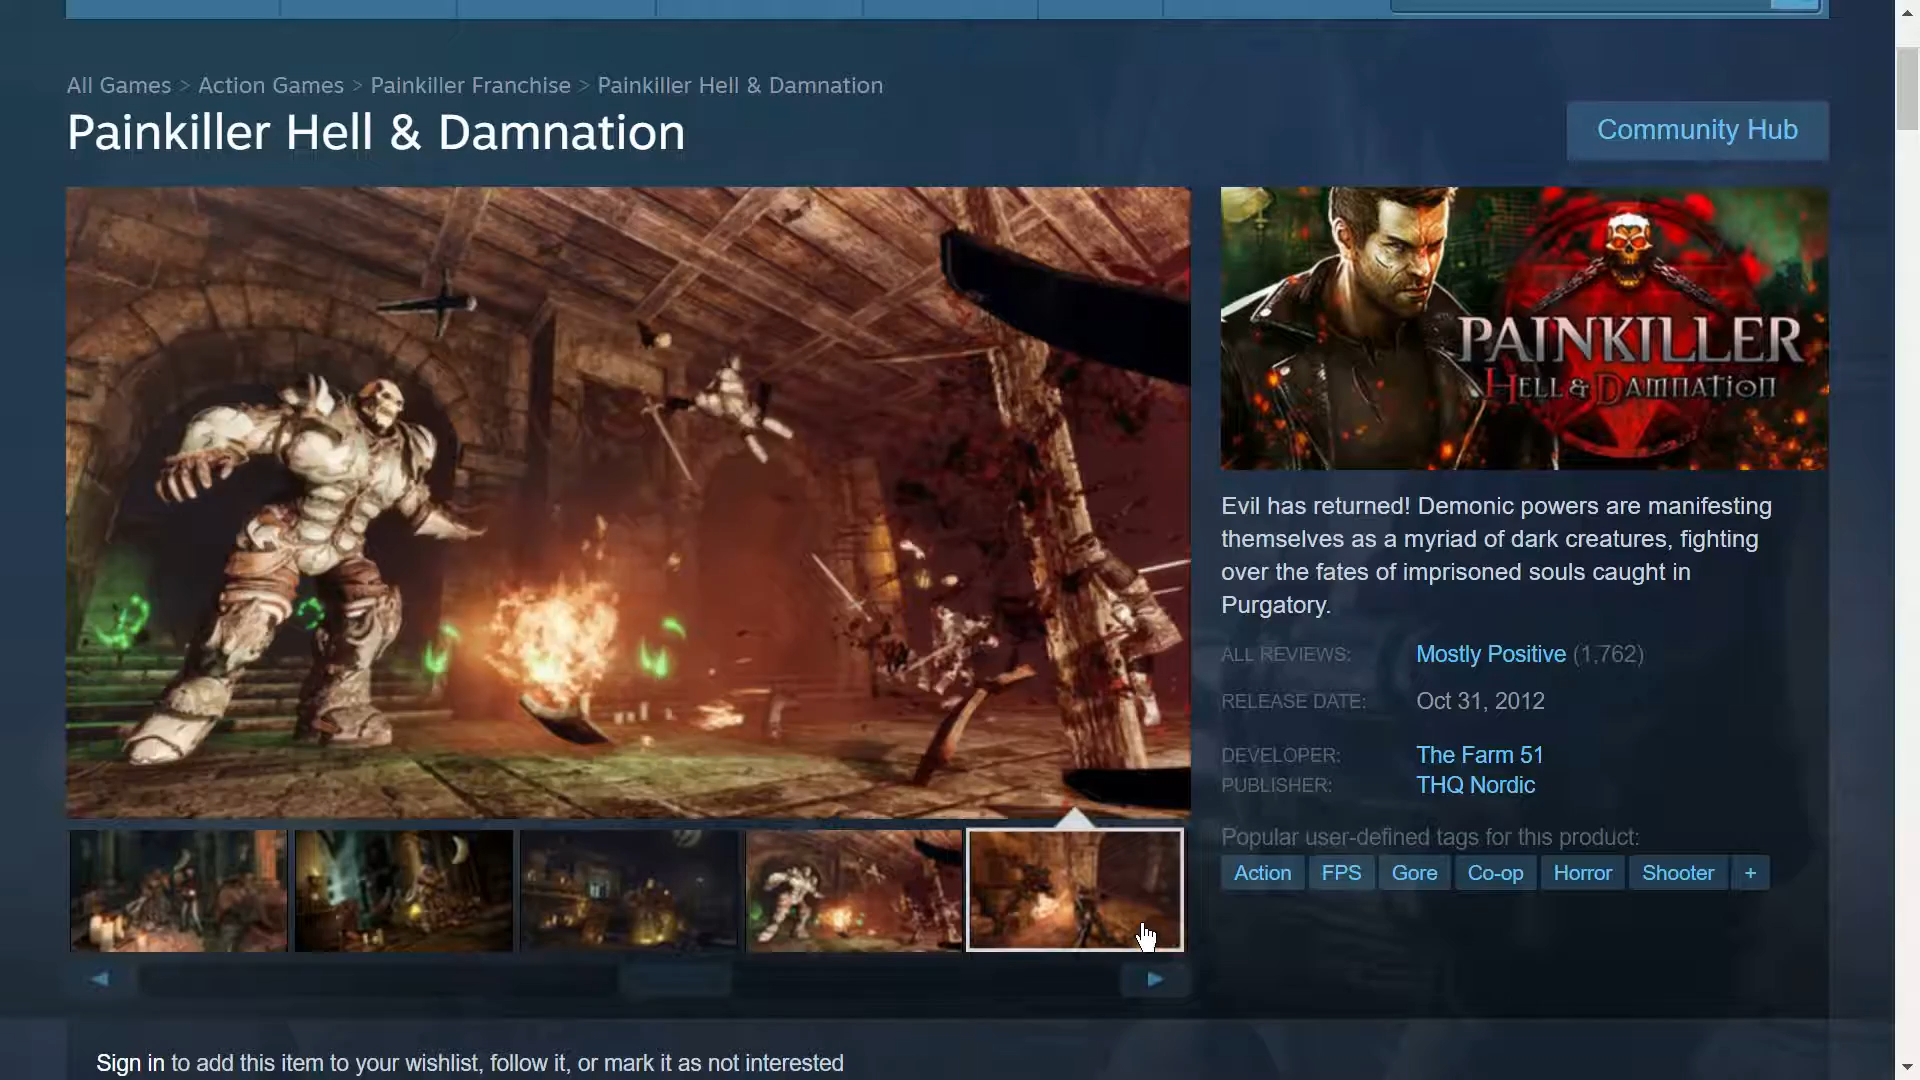 All Games > Action Games > Painkiller Franchise > Painkiller Hell & Damnation
Painkiller Hell & Damnation
Community Hub
PAINKILLER
HELL & DAMNATION
Evil has returned! Demonic powers are manifesting
themselves as a myriad of dark creatures, fighting
over the fates of imprisoned souls caught in
Purgatory.
ALL REVIEWS: Mostly Positive (1,762)
RELEASE DATE: Oct 31, 2012
DEVELOPER: The Farm 51
PUBLISHER: THQ Nordic
Popular user-defined tags for this product:
Action FPS Gore Co-op Horror Shooter +
Sign in to add this item to your wishlist, follow it, or mark it as not interested